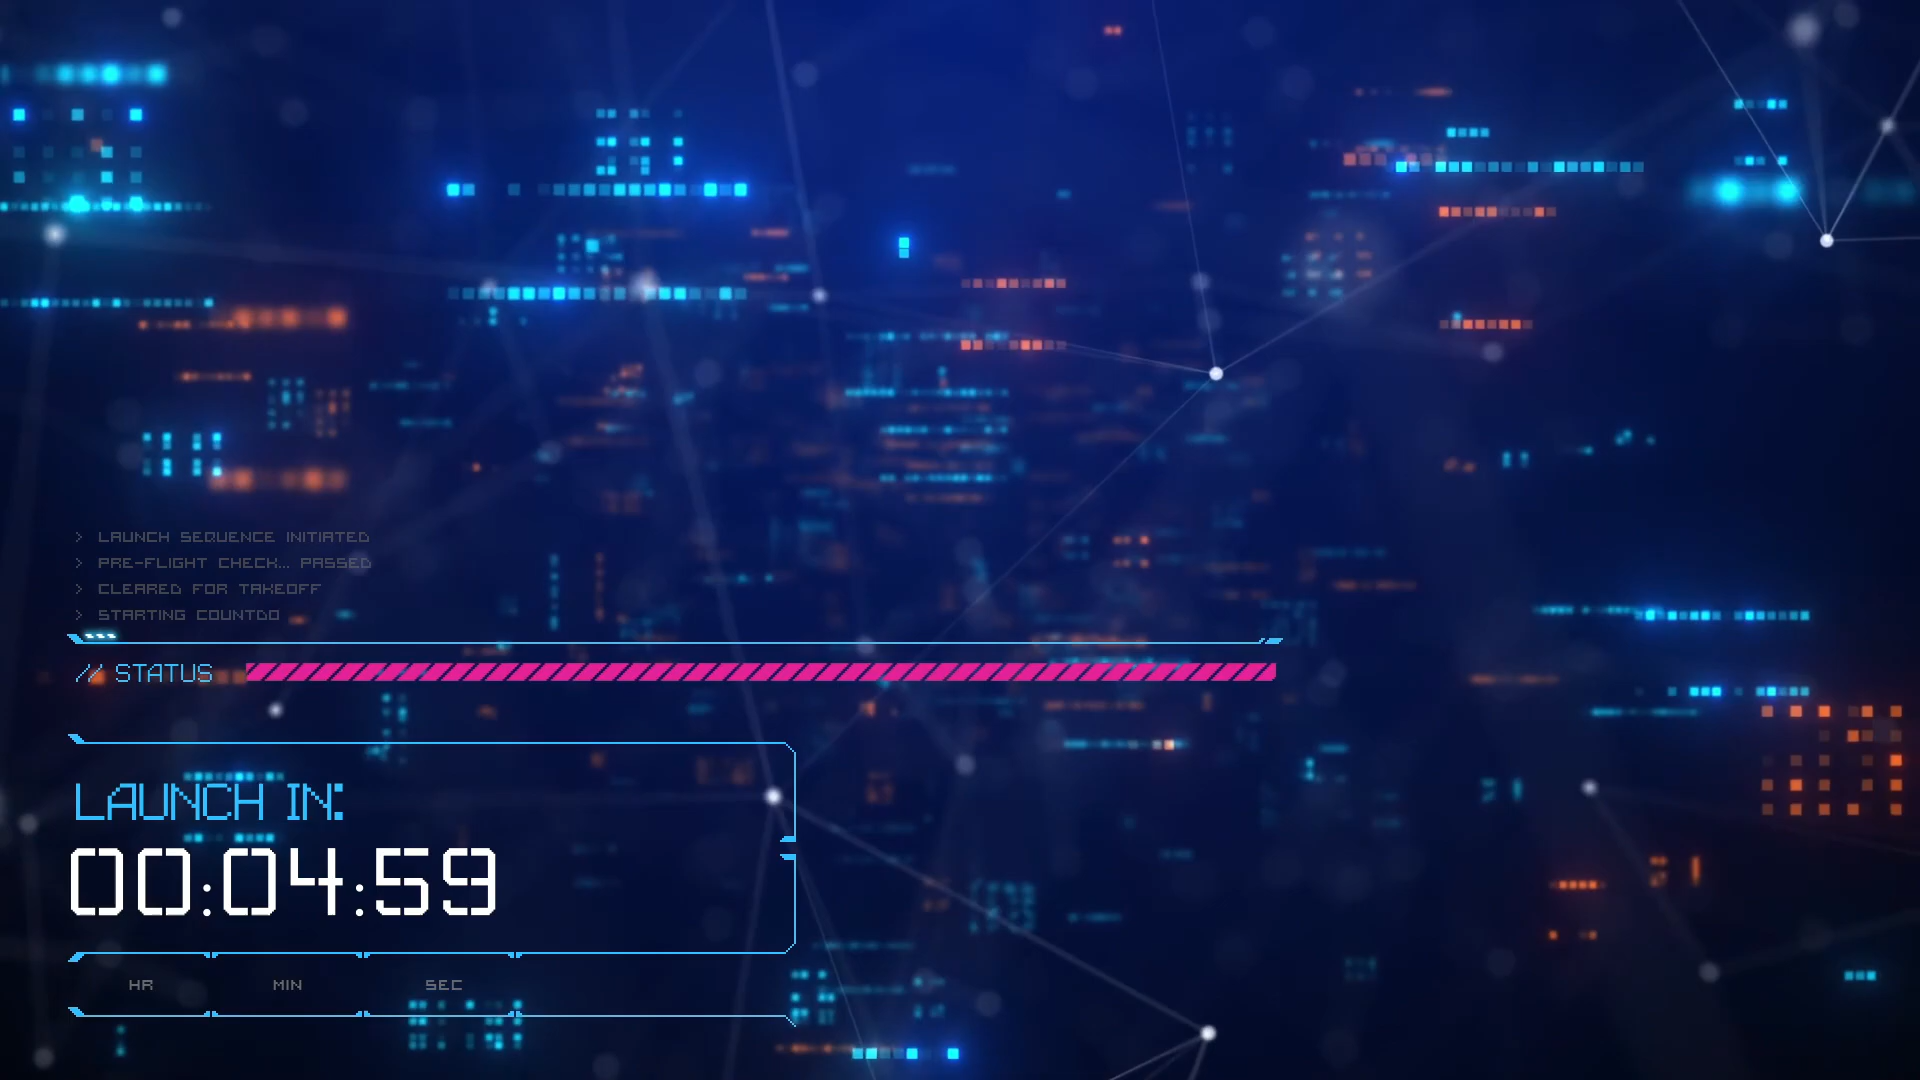 > LAUNCH SEQUENCE INITIATED
> PRE-FLIGHT CHECK... PASSED
> CLEARED FOR TAKEOFF
> STARTING COUNTDO
// STATUS
LAUNCH IN:
00:04:59
HR MIN SEC